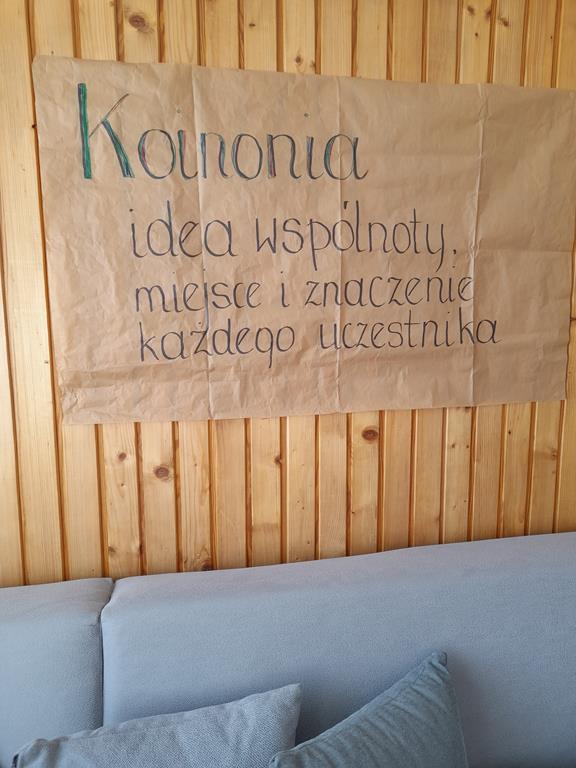 Koinonia
idea wspólnoty,
miejsce i znaczenie
każdego uczestnika